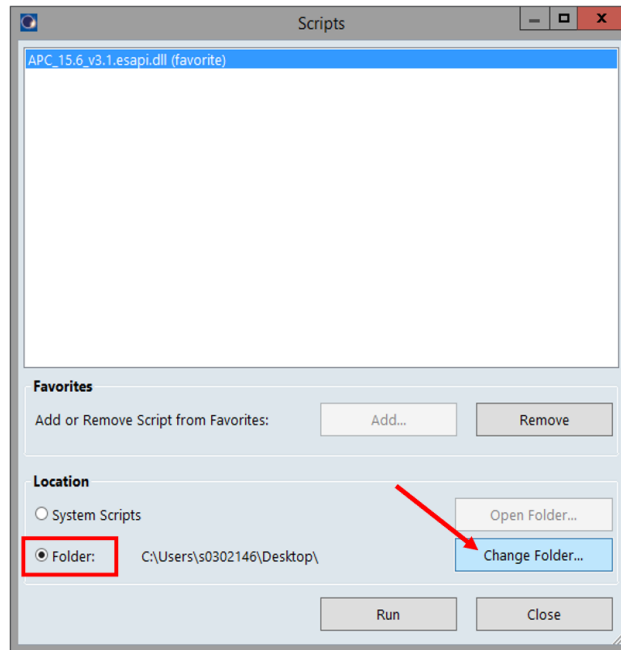 Scripts
APC_15.6_v3.1.esapi.dll (favorite)
Favorites
Add or Remove Script from Favorites: Add... Remove
Location
System Scripts Open Folder...
Folder: C:\Users\s0302146\Desktop\ Change Folder...
Run Close